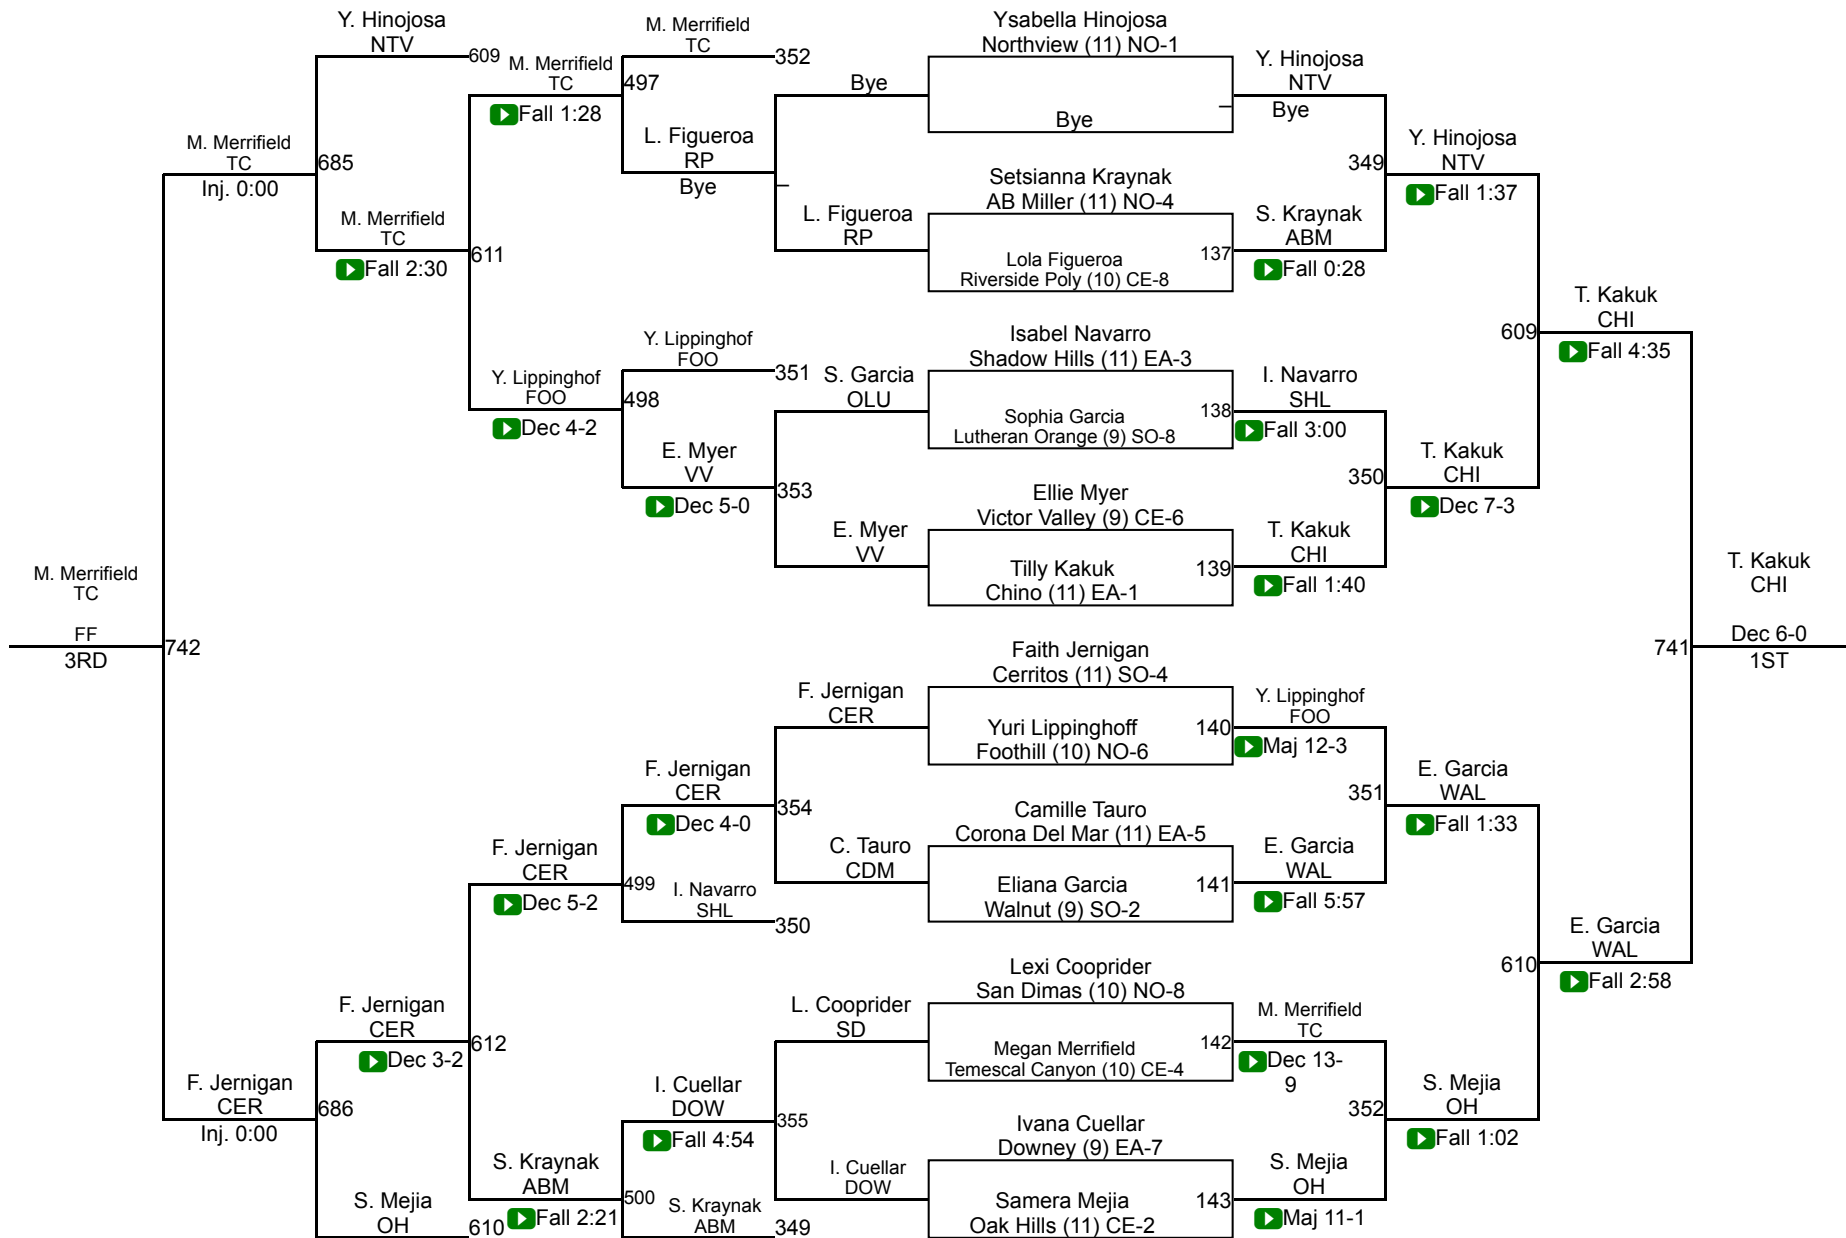 Y. Hinojosa
NTV
609
M. Merrifield
TC
Inj. 0:00
685
M. Merrifield
TC
Fall 2:30
M. Merrifield
TC
Fall 1:28
611
M. Merrifield
TC
352
497
L. Figueroa
RP
Bye
Y. Lippinghof
FOO
Dec 4-2
Y. Lippinghof
FOO
351
498
E. Myer
VV
Dec 5-0
Bye
L. Figueroa
RP
S. Garcia
OLU
353
E. Myer
VV
M. Merrifield
TC
FF
3RD
742
F. Jernigan
CER
Inj. 0:00
F. Jernigan
CER
Dec 3-2
686
S. Mejia
OH
610
F. Jernigan
CER
Dec 5-2
612
S. Kraynak
ABM
Fall 2:21
F. Jernigan
CER
Dec 4-0
499
I. Navarro
SHL
350
I. Cuellar
DOW
Fall 4:54
500
S. Kraynak
ABM
349
F. Jernigan
CER
354
C. Tauro
CDM
L. Cooprider
SD
355
I. Cuellar
DOW
Ysabella Hinojosa
Northview (11) NO-1
Bye
Setsianna Kraynak
AB Miller (11) NO-4
137
Lola Figueroa
Riverside Poly (10) CE-8
Isabel Navarro
Shadow Hills (11) EA-3
138
Sophia Garcia
Lutheran Orange (9) SO-8
Ellie Myer
Victor Valley (9) CE-6
139
Tilly Kakuk
Chino (11) EA-1
Faith Jernigan
Cerritos (11) SO-4
140
Yuri Lippinghoff
Foothill (10) NO-6
Camille Tauro
Corona Del Mar (11) EA-5
141
Eliana Garcia
Walnut (9) SO-2
Lexi Cooprider
San Dimas (10) NO-8
142
Megan Merrifield
Temescal Canyon (10) CE-4
Ivana Cuellar
Downey (9) EA-7
143
Samera Mejia
Oak Hills (11) CE-2
Y. Hinojosa
NTV
Bye
349
S. Kraynak
ABM
Fall 0:28
I. Navarro
SHL
Fall 3:00
350
T. Kakuk
CHI
Fall 1:40
Y. Lippinghof
FOO
Maj 12-3
351
E. Garcia
WAL
Fall 5:57
M. Merrifield
TC
Dec 13-
9
352
S. Mejia
OH
Maj 11-1
Y. Hinojosa
NTV
Fall 1:37
609
T. Kakuk
CHI
Dec 7-3
E. Garcia
WAL
Fall 1:33
610
S. Mejia
OH
Fall 1:02
T. Kakuk
CHI
Fall 4:35
741
E. Garcia
WAL
Fall 2:58
T. Kakuk
CHI
Dec 6-0
1ST